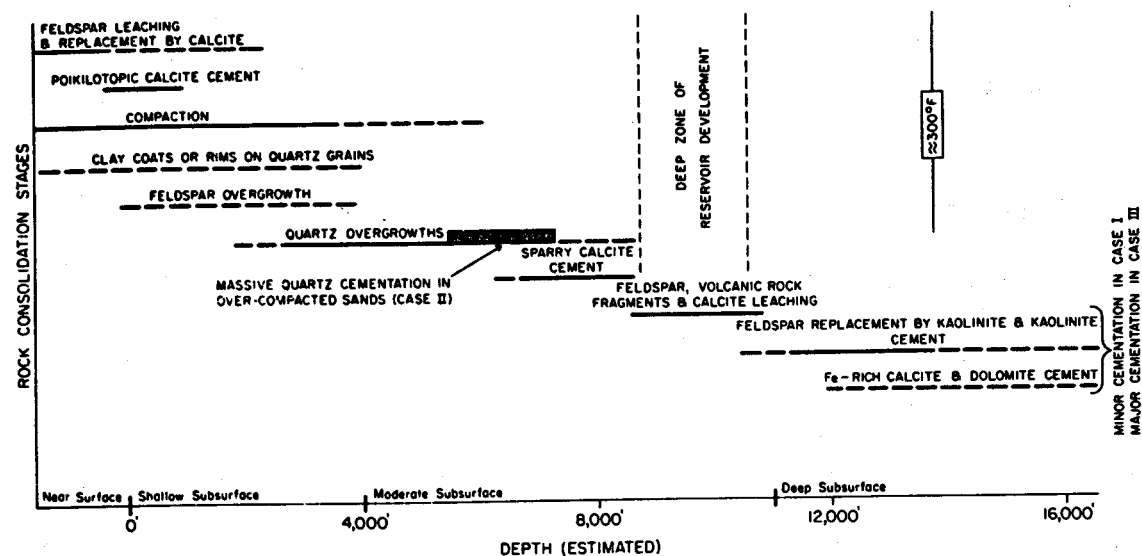 FELDSPAR LEACHING
& REPLACEMENT BY CALCITE
POIKILOTOPIC CALCITE CEMENT
COMPACTION
CLAY COATS OR RIMS ON QUARTZ GRAINS
FELDSPAR OVERGROWTH
QUARTZ OVERGROWTHS
MASSIVE QUARTZ CEMENTATION IN
OVER-COMPACTED SANDS (CASE II)
SPARRY CALCITE
CEMENT
DEEP ZONE OF
RESERVOIR DEVELOPMENT
≈300°F
FELDSPAR, VOLCANIC ROCK
FRAGMENTS & CALCITE LEACHING
FELDSPAR REPLACEMENT BY KAOLINITE & KAOLINITE
CEMENT
Fe-RICH CALCITE & DOLOMITE CEMENT
MINOR CEMENTATION IN CASE I
MAJOR CEMENTATION IN CASE III
ROCK CONSOLIDATION STAGES
Near Surface
Shallow Subsurface
Moderate Subsurface
Deep Subsurface
0'
4,000'
8,000'
12,000'
16,000'
DEPTH (ESTIMATED)